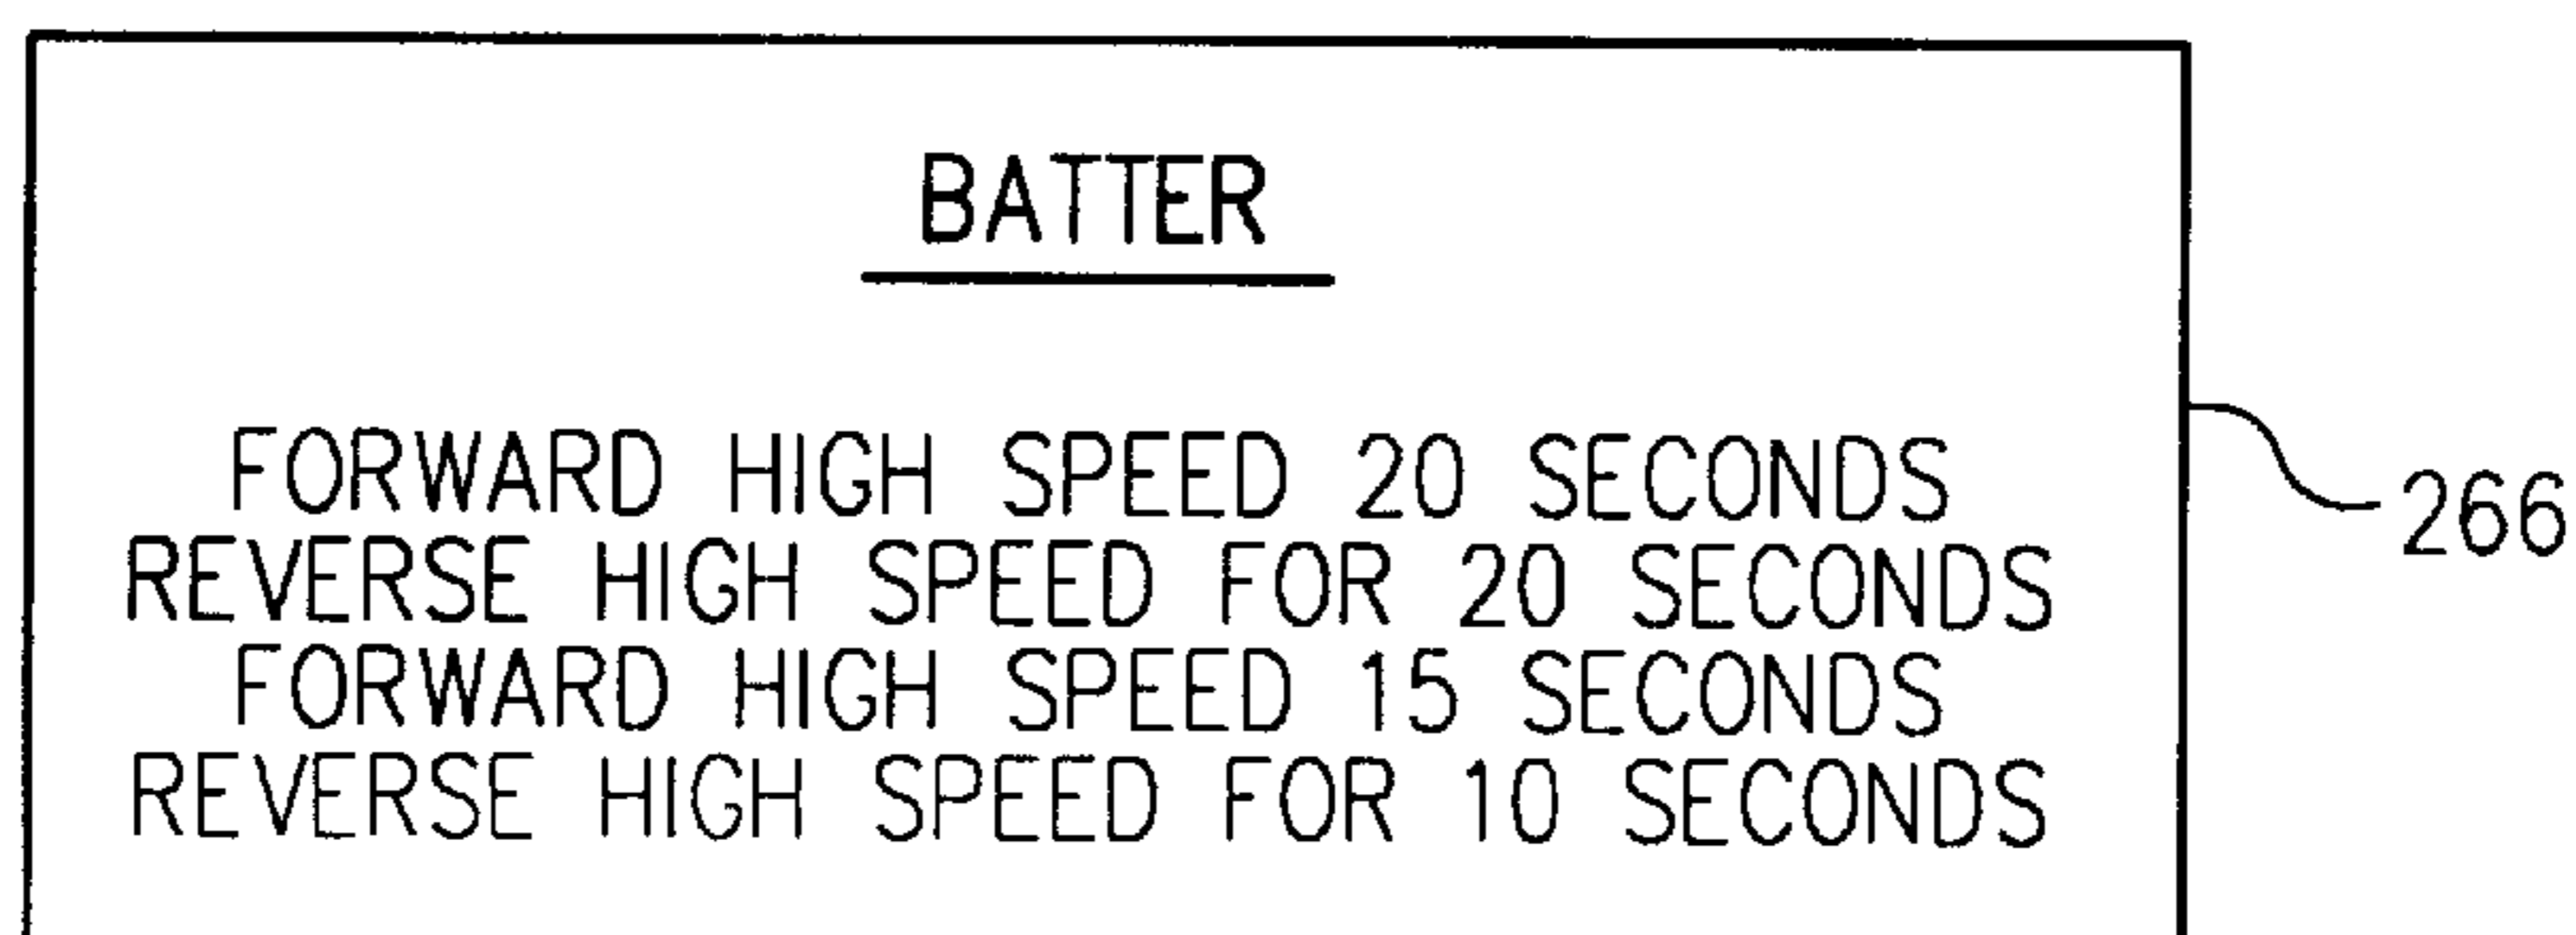 BATTER
FORWARD HIGH SPEED 20 SECONDS
REVERSE HIGH SPEED FOR 20 SECONDS
FORWARD HIGH SPEED 15 SECONDS
REVERSE HIGH SPEED FOR 10 SECONDS
266